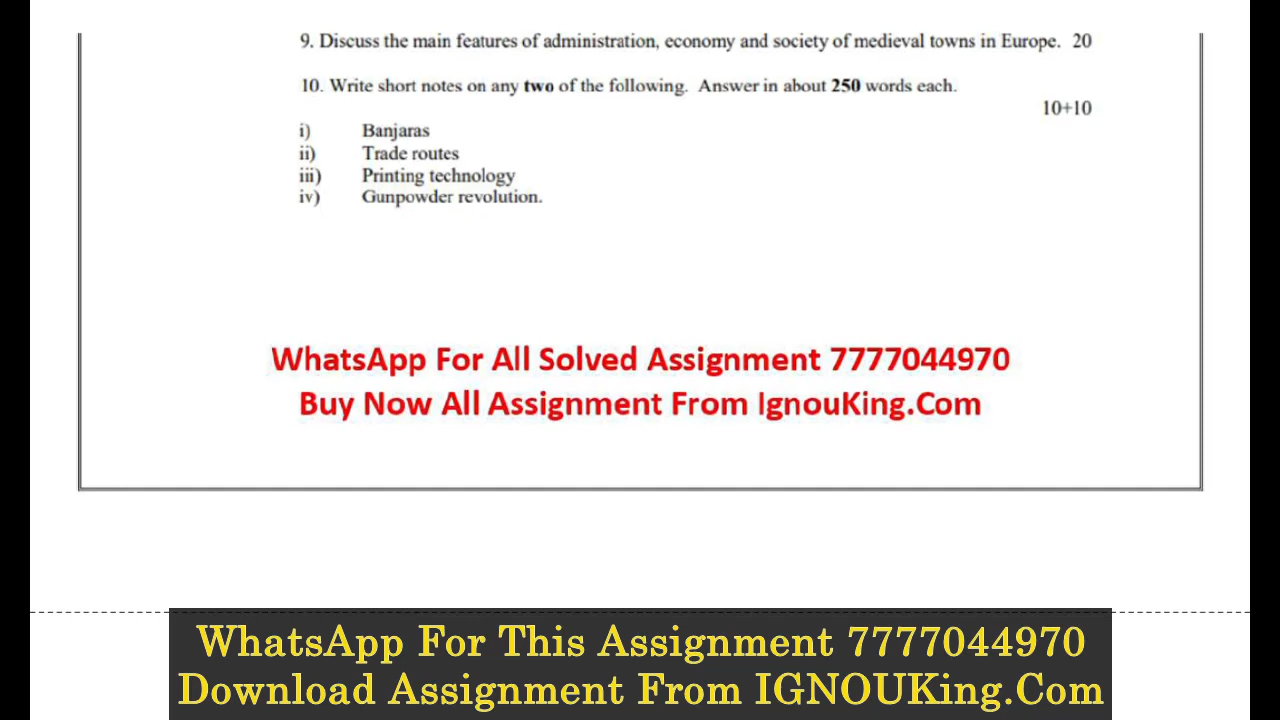 9. Discuss the main features of administration, economy and society of medieval towns in Europe. 20
10. Write short notes on any two of the following. Answer in about 250 words each.
10+10
i) Banjaras
ii) Trade routes
iii) Printing technology
iv) Gunpowder revolution.
WhatsApp For All Solved Assignment 7777044970
Buy Now All Assignment From IgnouKing.Com
WhatsApp For This Assignment 7777044970
Download Assignment From IGNOUKing.Com